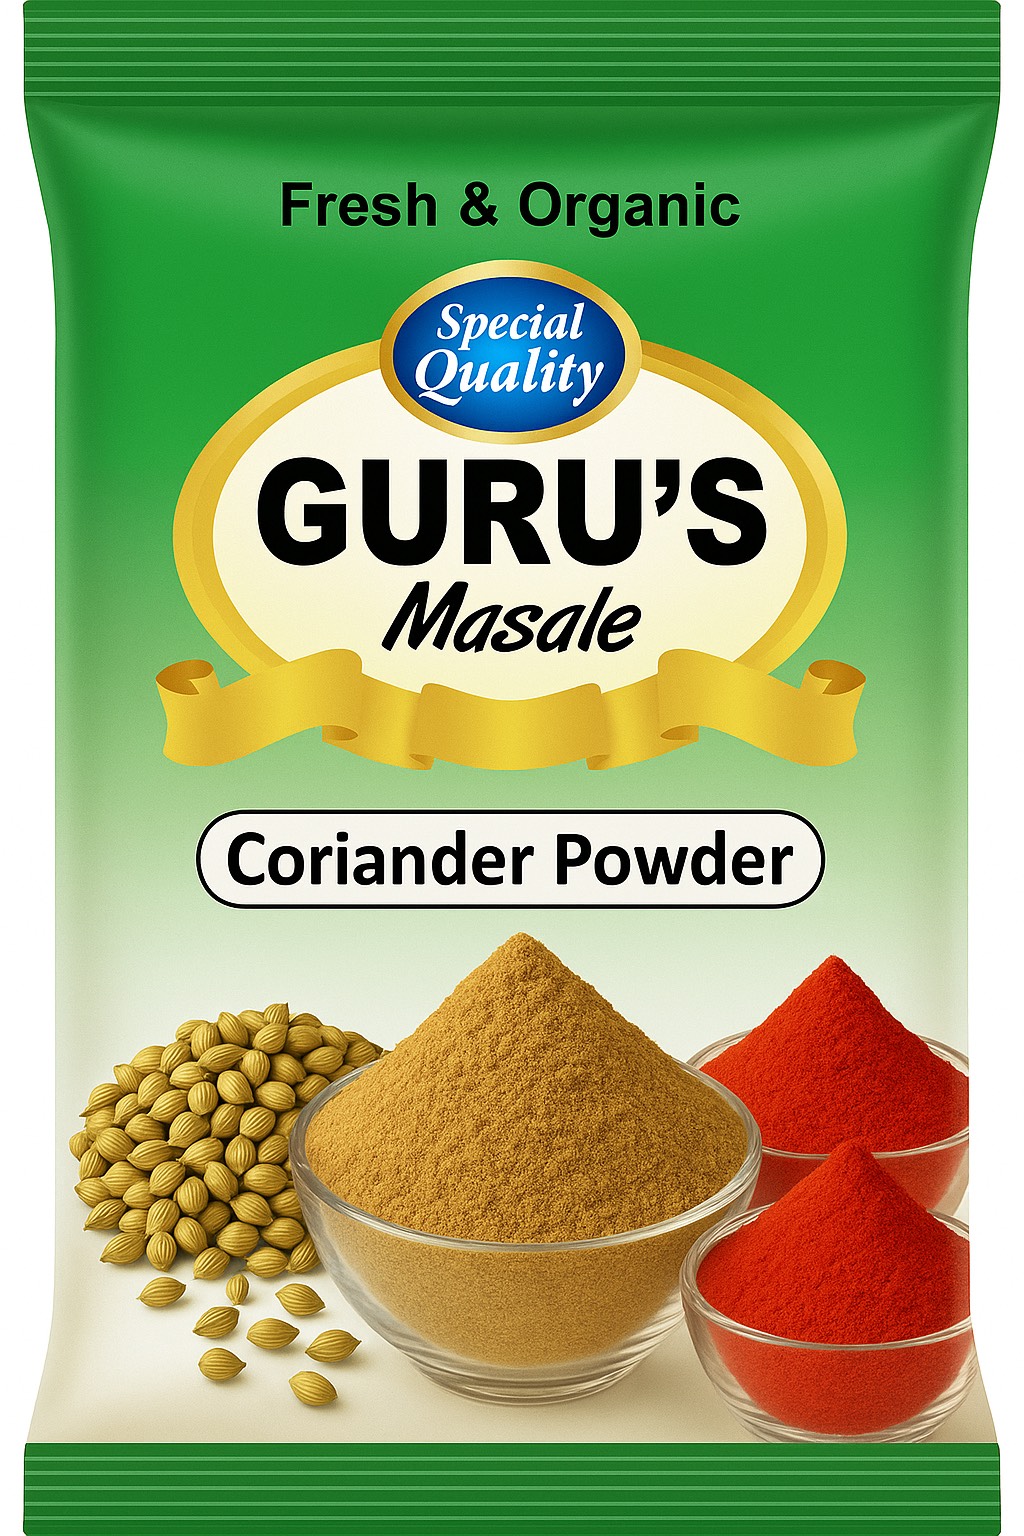 Fresh & Organic
Special
Quality
GURU’S
Masale
Coriander Powder